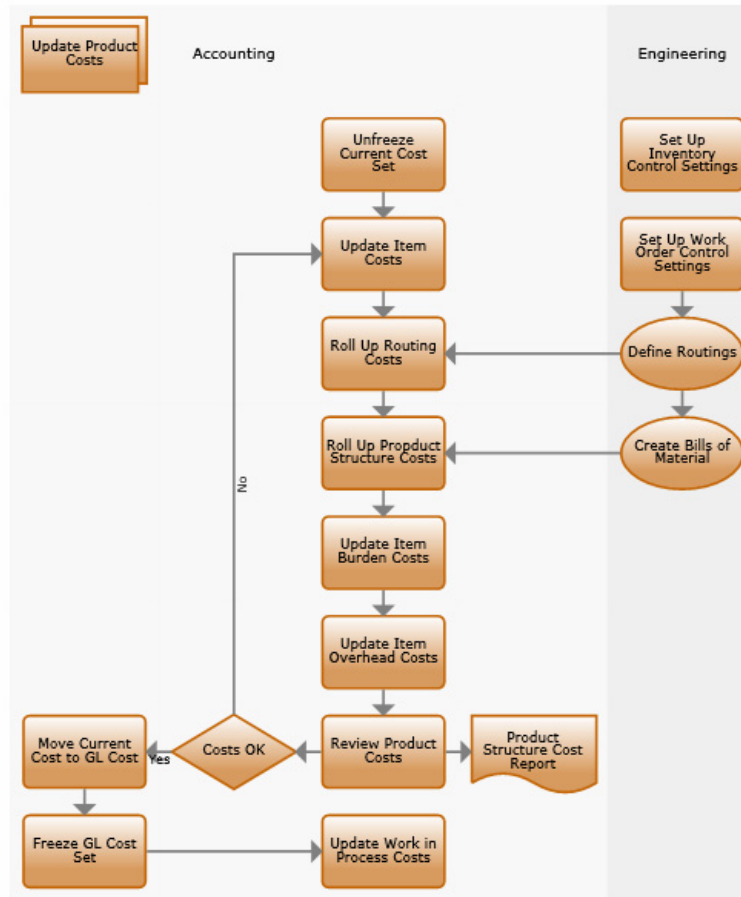 Update Product
Costs
Accounting
Engineering
Unfreeze
Current Cost
Set
Set Up
Inventory
Control Settings
Update Item
Costs
Set Up Work
Order Control
Settings
Roll Up Routing
Costs
Define Routings
Roll Up Propduct
Structure Costs
Create Bills of
Material
No
Update Item
Burden Costs
Update Item
Overhead Costs
Move Current
Cost to GL Cost
Yes
Costs OK
Review Product
Costs
Product
Structure Cost
Report
Freeze GL Cost
Set
Update Work in
Process Costs